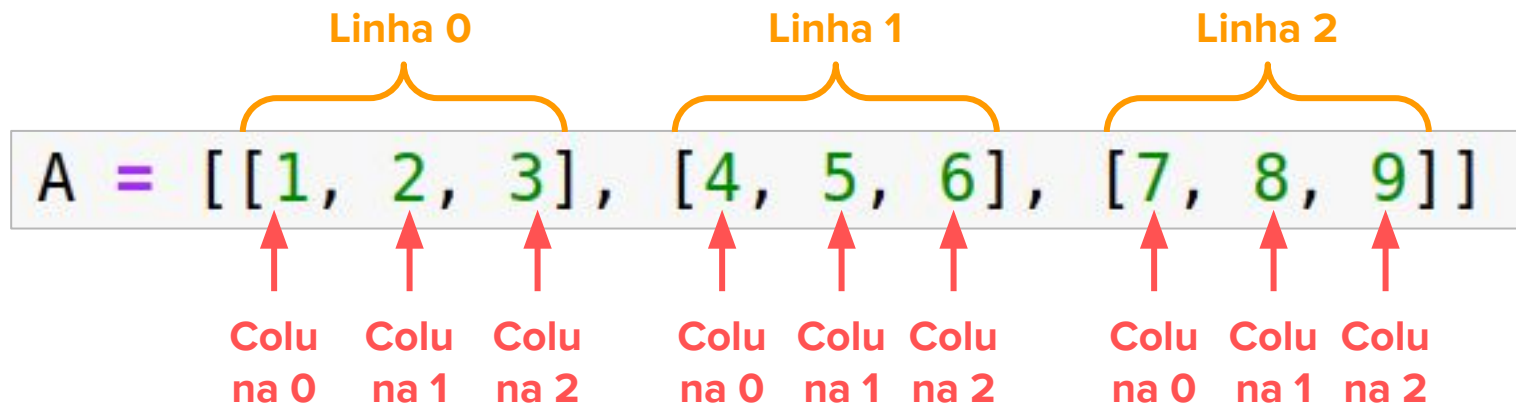 Linha 0 Linha 1 Linha 2
A = [[1, 2, 3], [4, 5, 6], [7, 8, 9]]
Colu Colu Colu Colu Colu Colu Colu Colu Colu
na 0 na 1 na 2 na 0 na 1 na 2 na 0 na 1 na 2